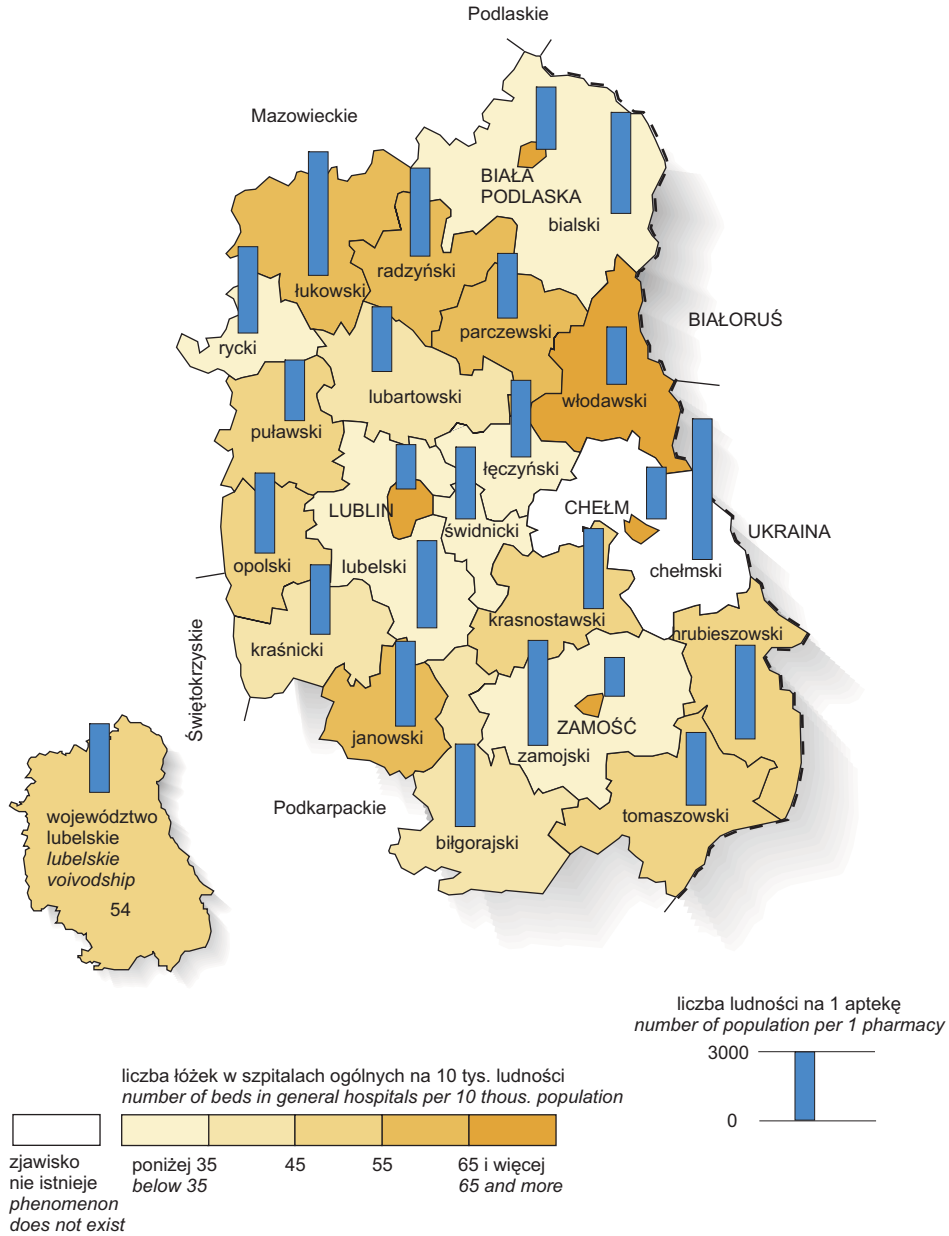 Podlaskie
Mazowieckie
BIAŁA
PODLASKA
bialski
radzyński
łukowski
BIAŁORUŚ
parczewski
rycki
lubartowski
włodawski
puławski
łęczyński
LUBLIN
CHEŁM
świdnicki
UKRAINA
opolski
lubelski
chełmski
krasnostawski
hrubieszowski
kraśnicki
Świętokrzyskie
janowski
ZAMOŚĆ
zamojski
Podkarpackie
tomaszowski
biłgorajski
województwo
lubelskie
lubelskie
voivodship
54
liczba ludności na 1 aptekę
number of population per 1 pharmacy
3000
0
liczba łóżek w szpitalach ogólnych na 10 tys. ludności
number of beds in general hospitals per 10 thous. population
zjawisko
nie istnieje
phenomenon
does not exist
poniżej 35 45 55 65 i więcej
below 35 65 and more